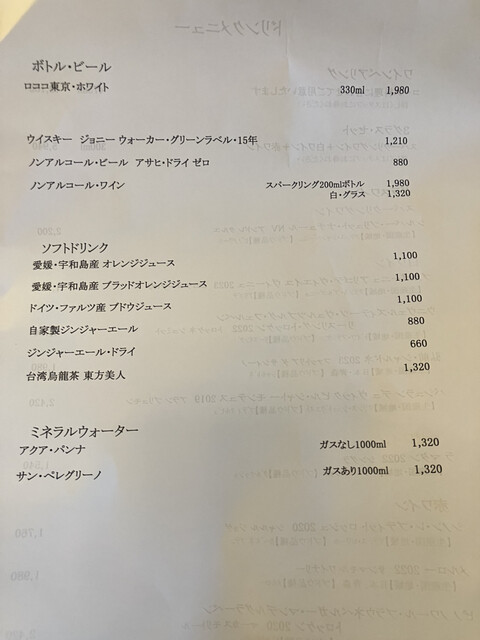 ボトル・ビール
ロココ東京・ホワイト 330ml 1,980
ウイスキー ジョニー ウォーカー・グリーンラベル・15年 1,210
ノンアルコール・ビール アサヒ・ドライ ゼロ 880
ノンアルコール・ワイン スパークリング200mlボトル 1,980
白・グラス 1,320
ソフトドリンク
愛媛・宇和島産 オレンジジュース 1,100
愛媛・宇和島産 ブラッドオレンジジュース 1,100
ドイツ・ファルツ産 ブドウジュース 1,100
自家製ジンジャーエール 880
ジンジャーエール・ドライ 660
台湾烏龍茶 東方美人 1,320
ミネラルウォーター
アクア・パンナ ガスなし1000ml 1,320
サン・ペレグリーノ ガスあり1000ml 1,320